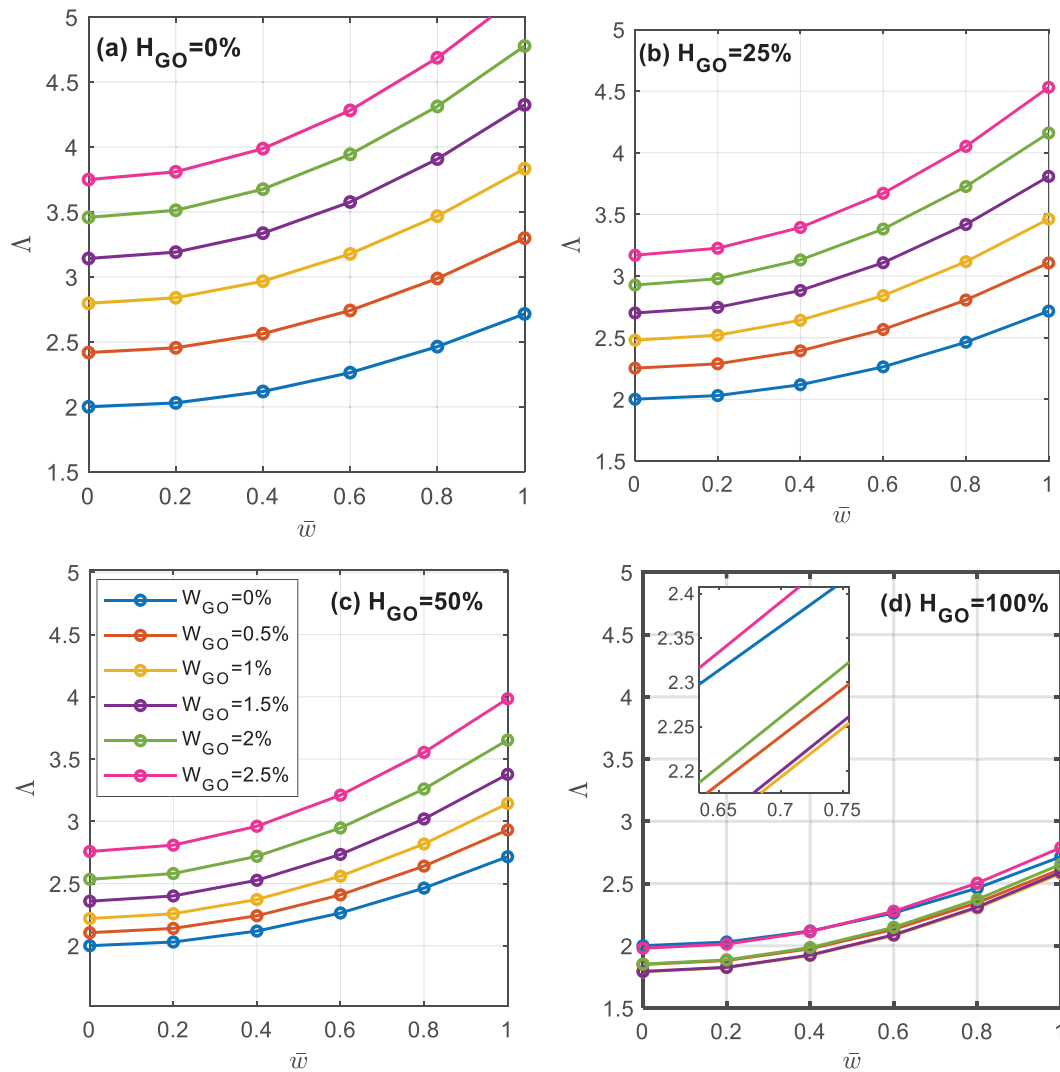 (a) H_GO=0%
5
4.5
4
3.5
3
2.5
2
1.5
Λ
0 0.2 0.4 0.6 0.8 1
w̄
(b) H_GO=25%
5
4.5
4
3.5
3
2.5
2
1.5
Λ
0 0.2 0.4 0.6 0.8 1
w̄
(c) H_GO=50%
W_GO=0%
W_GO=0.5%
W_GO=1%
W_GO=1.5%
W_GO=2%
W_GO=2.5%
5
4.5
4
3.5
3
2.5
2
Λ
0 0.2 0.4 0.6 0.8 1
w̄
(d) H_GO=100%
2.4
2.35
2.3
2.25
2.2
0.65 0.7 0.75
5
4.5
4
3.5
3
2.5
2
1.5
Λ
0 0.2 0.4 0.6 0.8 1
w̄